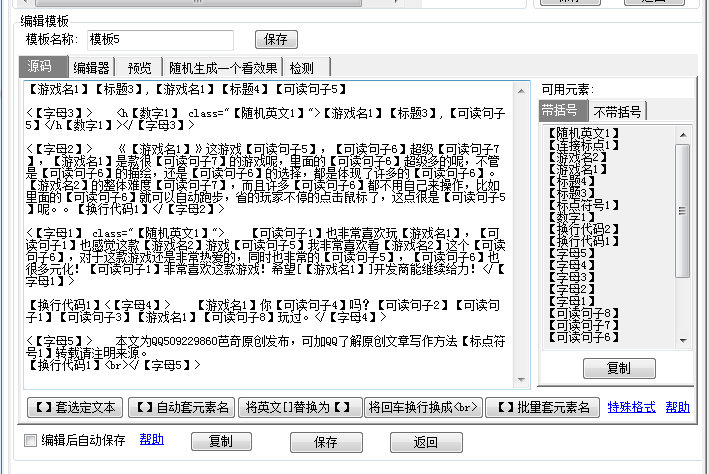 编辑模板
模板名称: 模板5 保存
源码 编辑器 预览 随机生成一个看效果 检测
【游戏名1】【标题3】,【游戏名1】【标题4】【可读句子5】
<【字母3】> <h【数字1】 class="【随机英文1】">【游戏名1】【标题3】,【可读句子
5】</h【数字1】></【字母3】>
<【字母2】> 《【游戏名1】》这游戏【可读句子5】，【可读句子6】超级【可读句子7
】，【游戏名1】是款很【可读句子7】的游戏呢，里面的【可读句子6】超级多的呢，不管
是【可读句子6】的描绘，还是【可读句子6】的选择，都是体现了许多的【可读句子6】。
【游戏名2】的整体难度【可读句子7】，而且许多【可读句子6】都不用自己来操作，比如
里面的【可读句子6】就可以自动跑步，省的玩家不停的点击鼠标了，这点很是【可读句子5
】呢。。【换行代码1】</【字母2】>
<【字母1】 class="【随机英文1】"> 【可读句子1】也非常喜欢玩【游戏名1】，【可
读句子1】也感觉这款【游戏名2】游戏【可读句子5】我非常喜欢看【游戏名2】这个【可读
句子6】，对于这款游戏还是非常热爱的，同时也非常的【可读句子5】，【可读句子6】也
很多元化！【可读句子1】非常喜欢这款游戏！希望[【游戏名1】]开发商能继续给力！</【
字母1】>
【换行代码1】<【字母4】> 【游戏名1】你【可读句子4】吗？【可读句子2】【可读句
子1】【可读句子3】【游戏名1】【可读句子8】玩过。</【字母4】>
<【字母5】> 本文为QQ509229860芭奇原创发布，可加QQ了解原创文章写作方法【标点符
号1】转载请注明来源。
【换行代码1】<br></【字母5】>
可用元素:
带括号 不带括号
【随机英文1】
【连接标点1】
【游戏名2】
【游戏名1】
【标题4】
【标题3】
【标点符号1】
【数字1】
【换行代码2】
【换行代码1】
【字母5】
【字母4】
【字母3】
【字母2】
【字母1】
【可读句子8】
【可读句子7】
【可读句子6】
复制
【】套选定文本 【】自动套元素名 将英文[]替换为【】 将回车换行换成<br> 【】批量套元素名 特殊格式 帮助
编辑后自动保存 帮助 复制 保存 返回